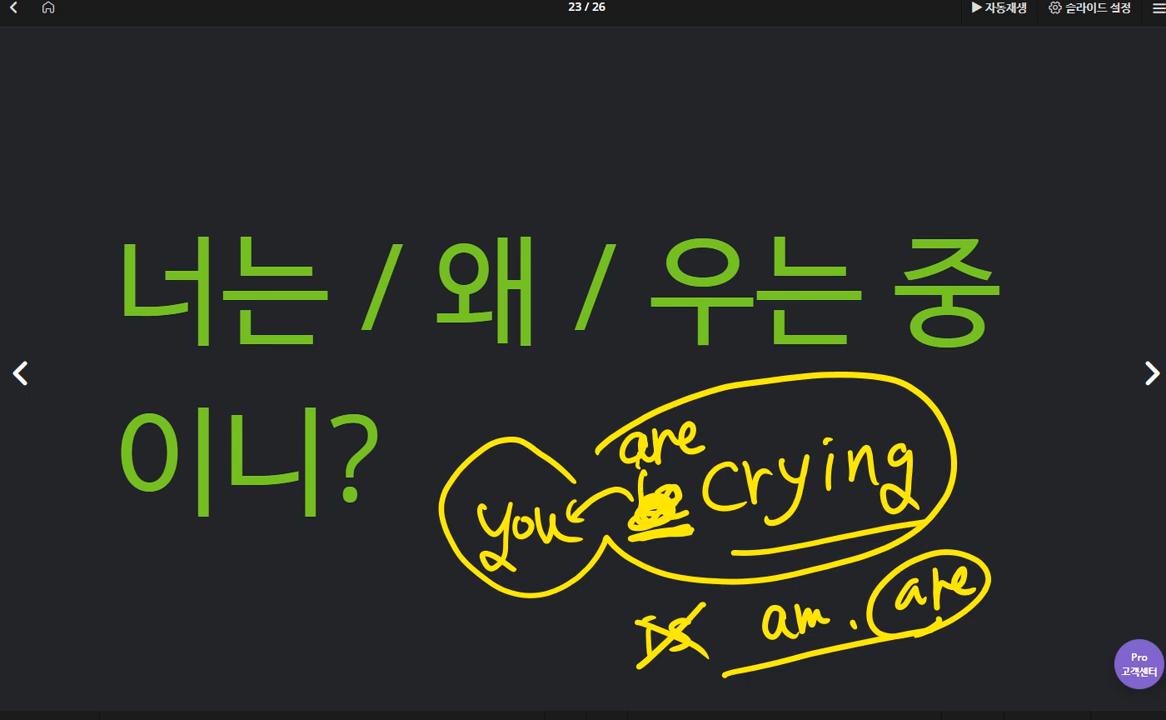 23 / 26
자동재생
슬라이드 설정
너는 / 왜 / 우는 중
이니?
are
you crying
is am. are
Pro
고객센터